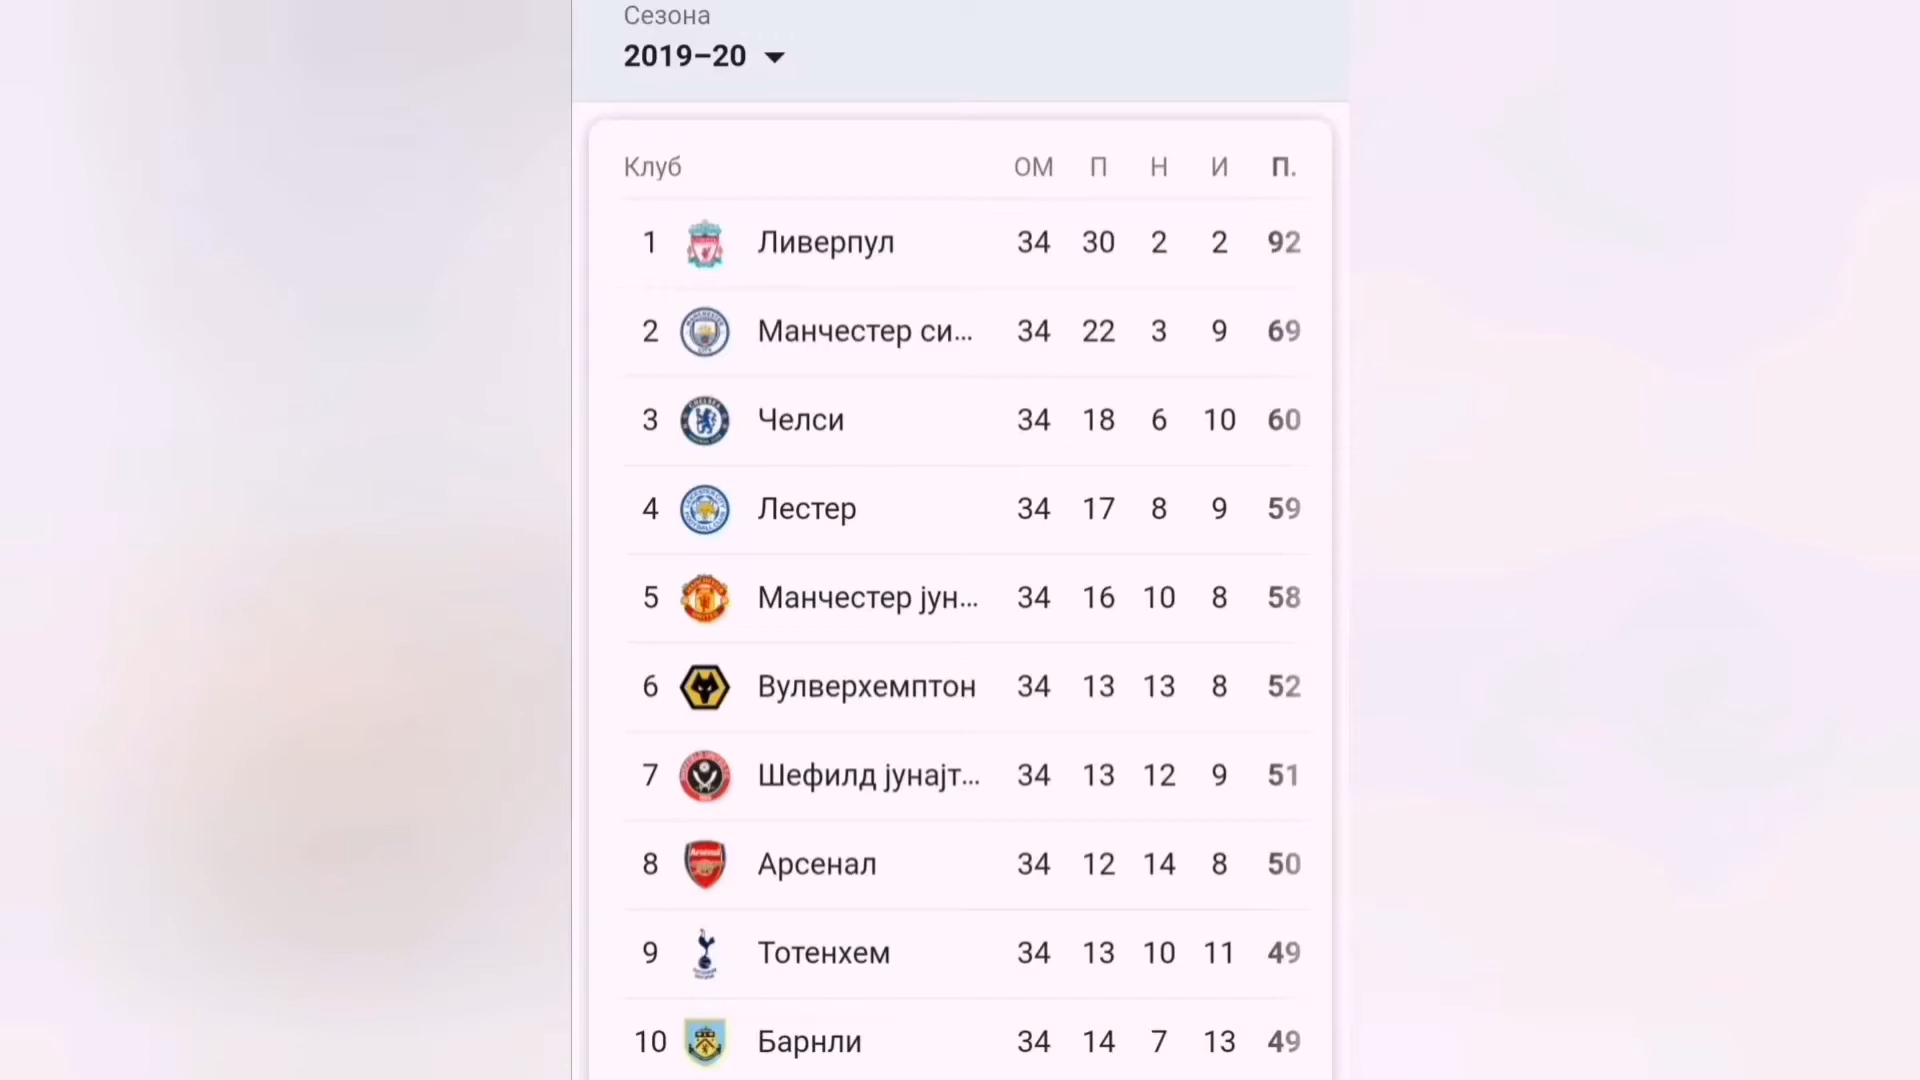 Сезона
2019–20
Клуб ОМ П Н И П.
1 Ливерпул 34 30 2 2 92
2 Манчестер си... 34 22 3 9 69
3 Челси 34 18 6 10 60
4 Лестер 34 17 8 9 59
5 Манчестер јун... 34 16 10 8 58
6 Вулверхемптон 34 13 13 8 52
7 Шефилд јунајт... 34 13 12 9 51
8 Арсенал 34 12 14 8 50
9 Тотенхем 34 13 10 11 49
10 Барнли 34 14 7 13 49